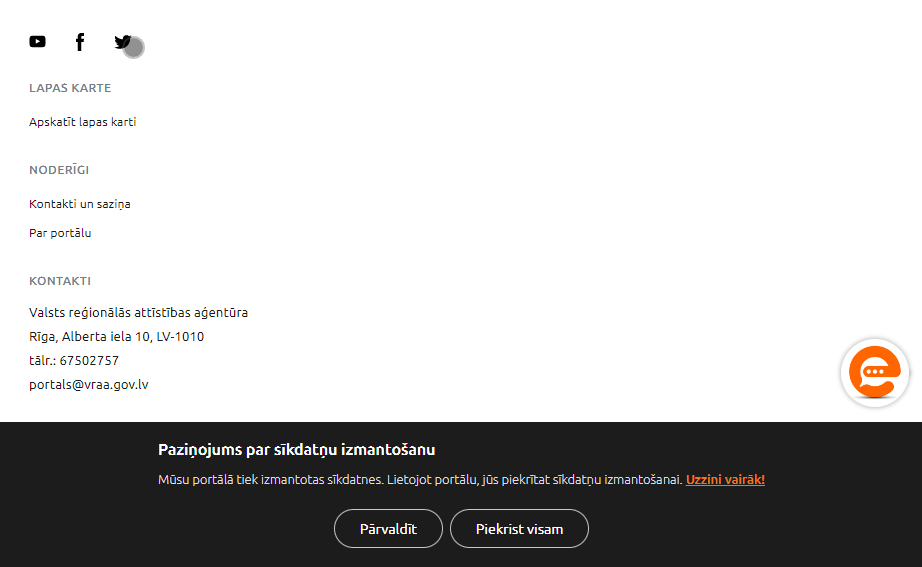 LAPAS KARTE
Apskatīt lapas karti
NODERĪGI
Kontakti un saziņa
Par portālu
KONTAKTI
Valsts reģionālās attīstības aģentūra
Rīga, Alberta iela 10, LV-1010
tālr.: 67502757
portals@vraa.gov.lv
Paziņojums par sīkdatņu izmantošanu
Mūsu portālā tiek izmantotas sīkdatnes. Lietojot portālu, jūs piekrītat sīkdatņu izmantošanai. Uzzini vairāk!
Pārvaldīt
Piekrist visam